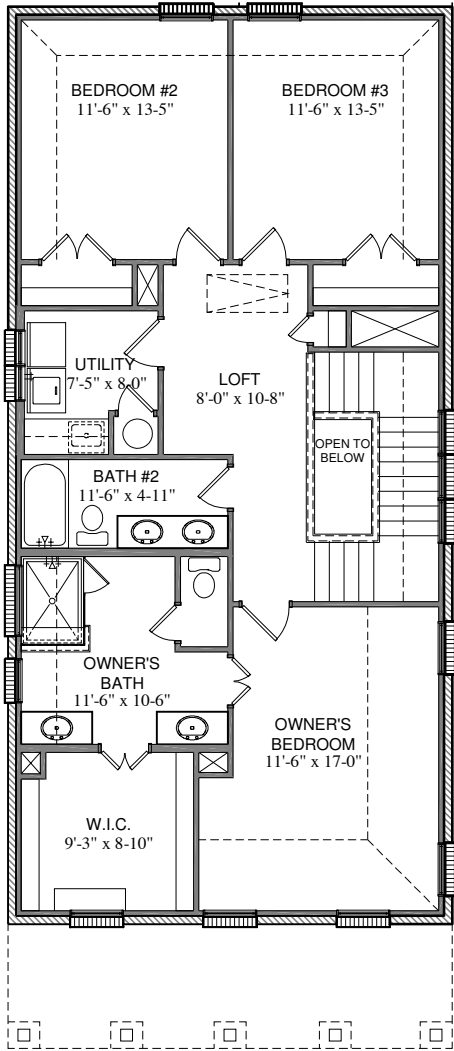 BEDROOM #2
11'-6" x 13-5"
BEDROOM #3
11'-6" x 13-5"
UTILITY
7'-5" x 8-0"
LOFT
8'-0" x 10-8"
OPEN TO
BELOW
BATH #2
11'-6" x 4-11"
OWNER'S
BATH
11'-6" x 10-6"
OWNER'S
BEDROOM
11'-6" x 17-0"
W.I.C.
9'-3" x 8-10"